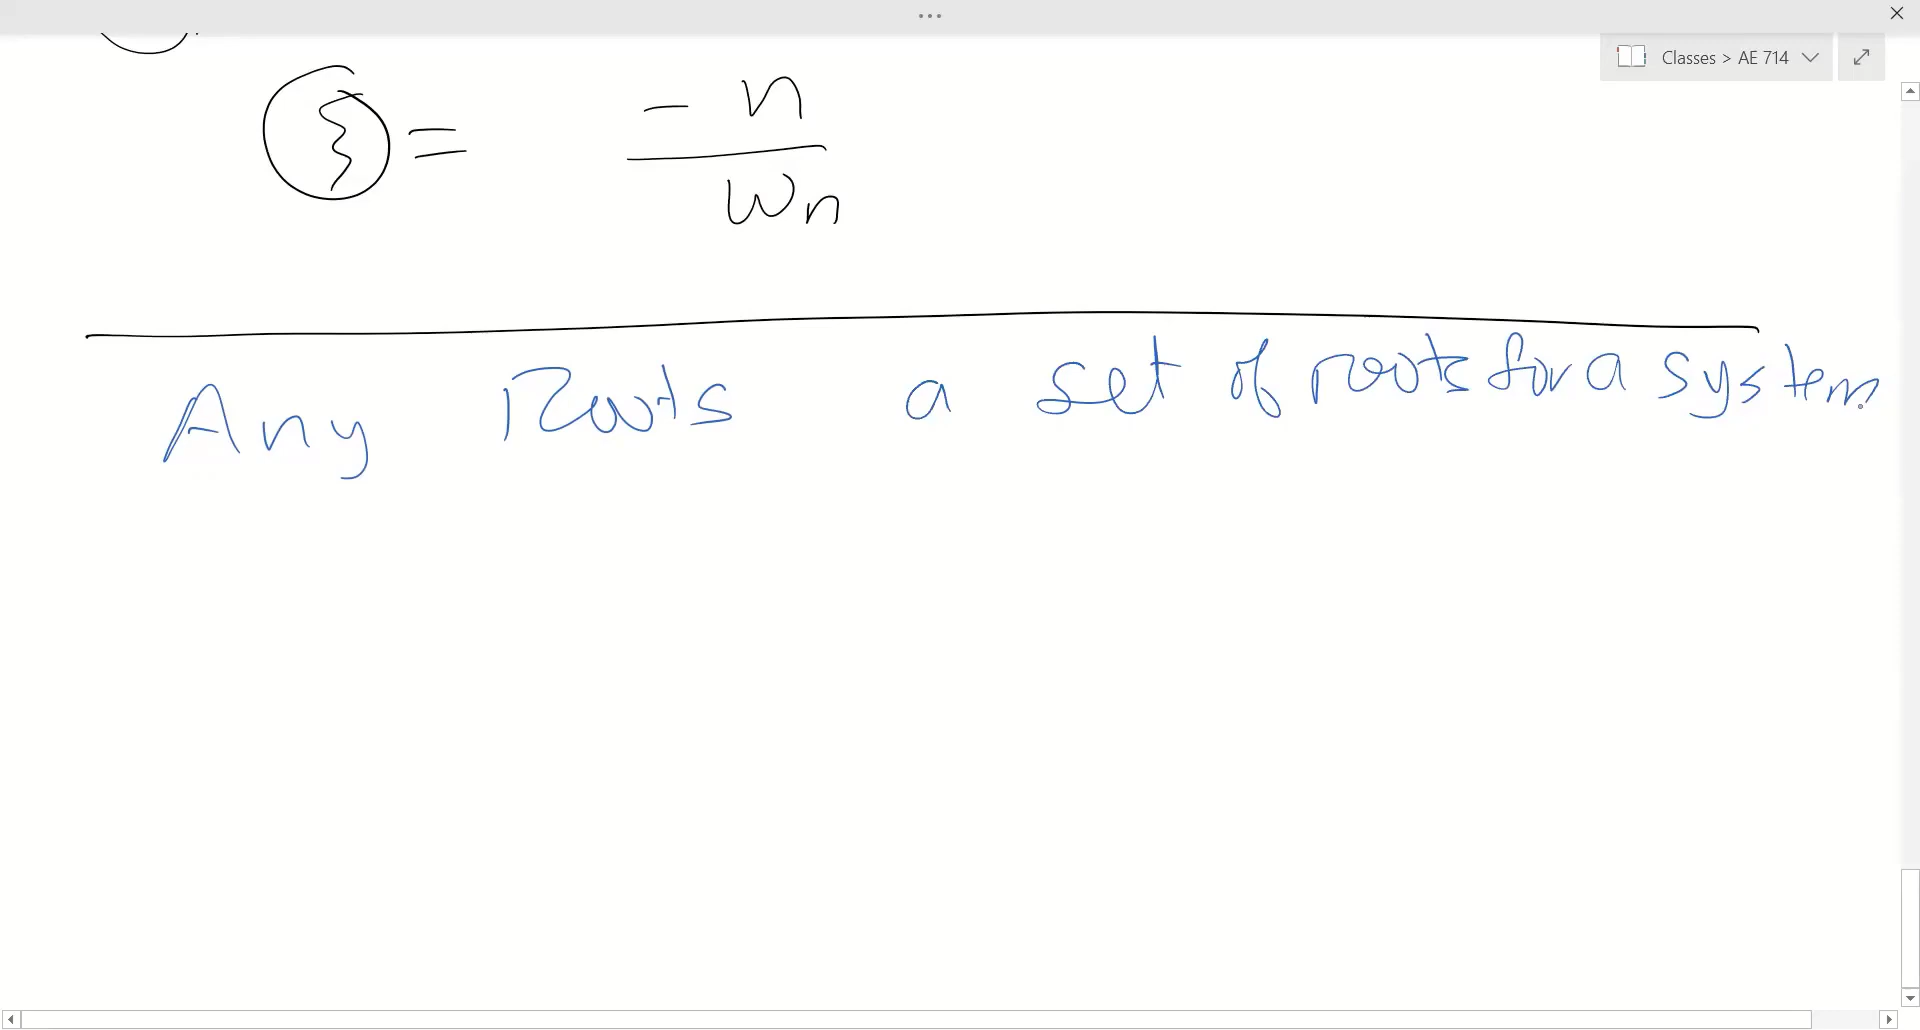 Classes > AE 714
ξ = -n / ωn
Any Roots a set of roots for a system